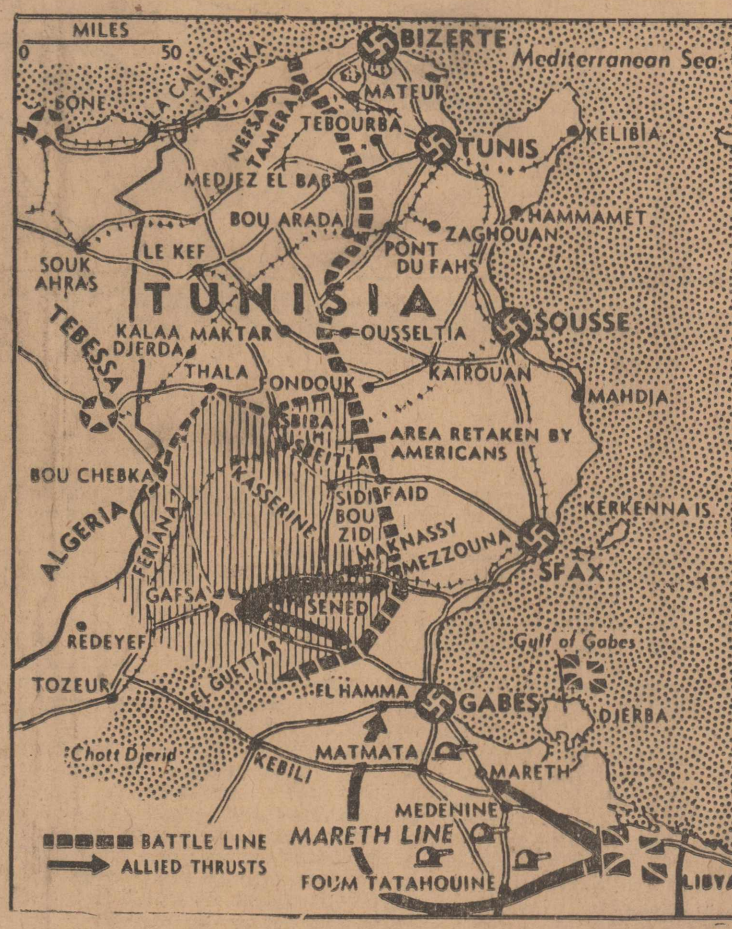 MILES
0 50
BIZERTE
Mediterranean Sea
LA CALLE
TABARKA
BONE
MATEUR
NEFSA
TAMERA
TEBOURBA
TUNIS
KELIBIA
MEDJEZ EL BAB
BOU ARADA
HAMMAMET
ZAGHOUAN
PONT
DU FAHS
LE KEF
SOUK
AHRAS
TUNISIA
TEBESSA
KALAA
DJERDA
MAKTAR
OUSSELTIA
SOUSSE
THALA
FONDOUK
KAIROUAN
MAHDIA
SBIBA
SBEITLA
AREA RETAKEN BY
AMERICANS
BOU CHEBKA
KASSERINE
SIDI
BOU
ZID
FAID
ALGERIA
FERIANA
KERKENNA IS.
MAKNASSY
MEZZOUNA
SFAX
GAFSA
SENED
REDEYEF
Gulf of Gabes
TOZEUR
EL GUETTAR
EL HAMMA
GABES
DJERBA
Chott Djerid
KEBILI
MATMATA
MARETH
MEDENINE
BATTLE LINE
MARETH LINE
ALLIED THRUSTS
FOUM TATAHOUINE
LIBYA